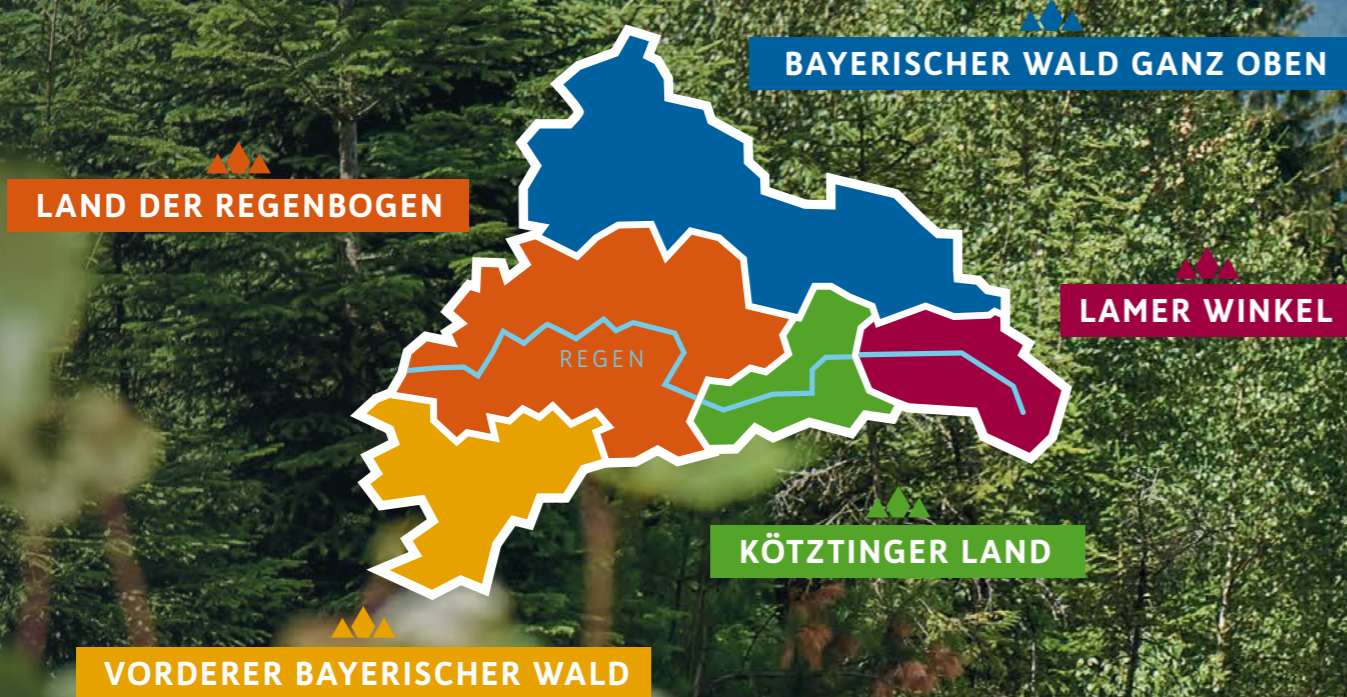 BAYERISCHER WALD GANZ OBEN
LAND DER REGENBOGEN
LAMER WINKEL
REGEN
KÖTZTINGER LAND
VORDERER BAYERISCHER WALD